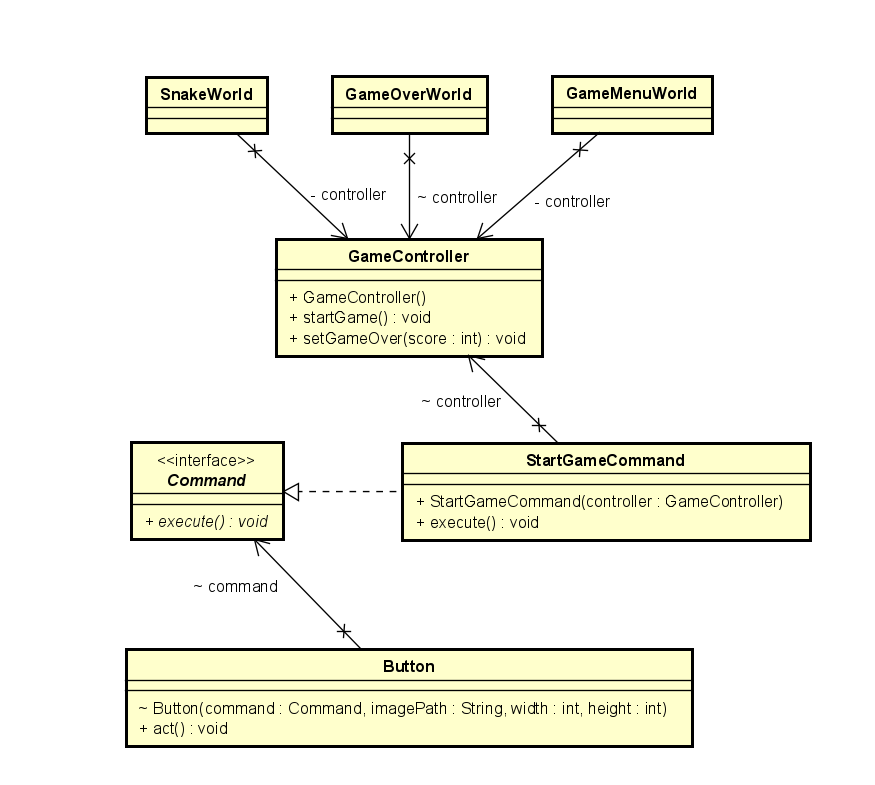 SnakeWorld
GameOverWorld
GameMenuWorld
- controller
~ controller
- controller
GameController
+ GameController()
+ startGame() : void
+ setGameOver(score : int) : void
~ controller
<<interface>>
Command
+ execute() : void
StartGameCommand
+ StartGameCommand(controller : GameController)
+ execute() : void
~ command
Button
~ Button(command : Command, imagePath : String, width : int, height : int)
+ act() : void